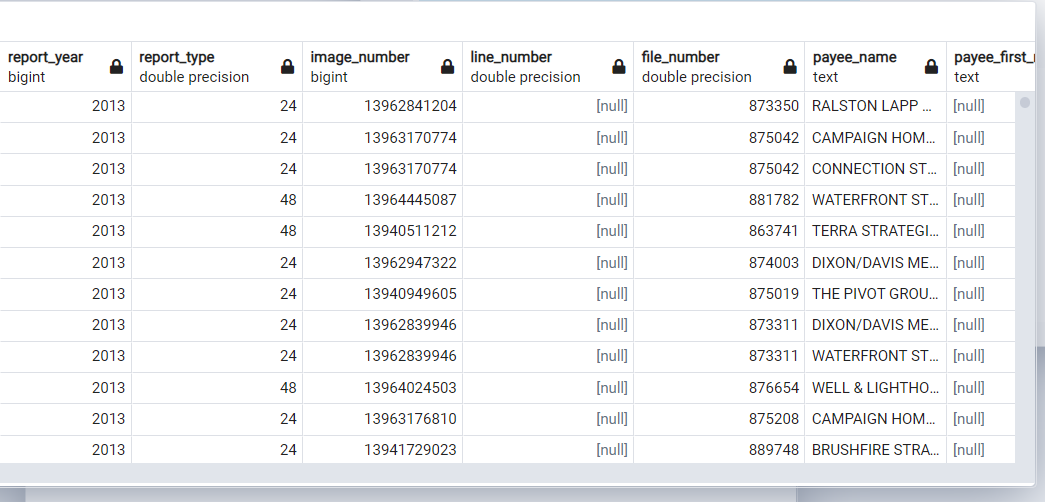 report_year report_type image_number line_number file_number payee_name payee_first_
bigint double precision bigint double precision double precision text text
2013 24 13962841204 [null] 873350 RALSTON LAPP ... [null]
2013 24 13963170774 [null] 875042 CAMPAIGN HOM... [null]
2013 24 13963170774 [null] 875042 CONNECTION ST... [null]
2013 48 13964445087 [null] 881782 WATERFRONT ST... [null]
2013 48 13940511212 [null] 863741 TERRA STRATEGI... [null]
2013 24 13962947322 [null] 874003 DIXON/DAVIS ME... [null]
2013 24 13940949605 [null] 875019 THE PIVOT GROU... [null]
2013 24 13962839946 [null] 873311 DIXON/DAVIS ME... [null]
2013 24 13962839946 [null] 873311 WATERFRONT ST... [null]
2013 48 13964024503 [null] 876654 WELL & LIGHTHO... [null]
2013 24 13963176810 [null] 875208 CAMPAIGN HOM... [null]
2013 24 13941729023 [null] 889748 BRUSHFIRE STRA... [null]